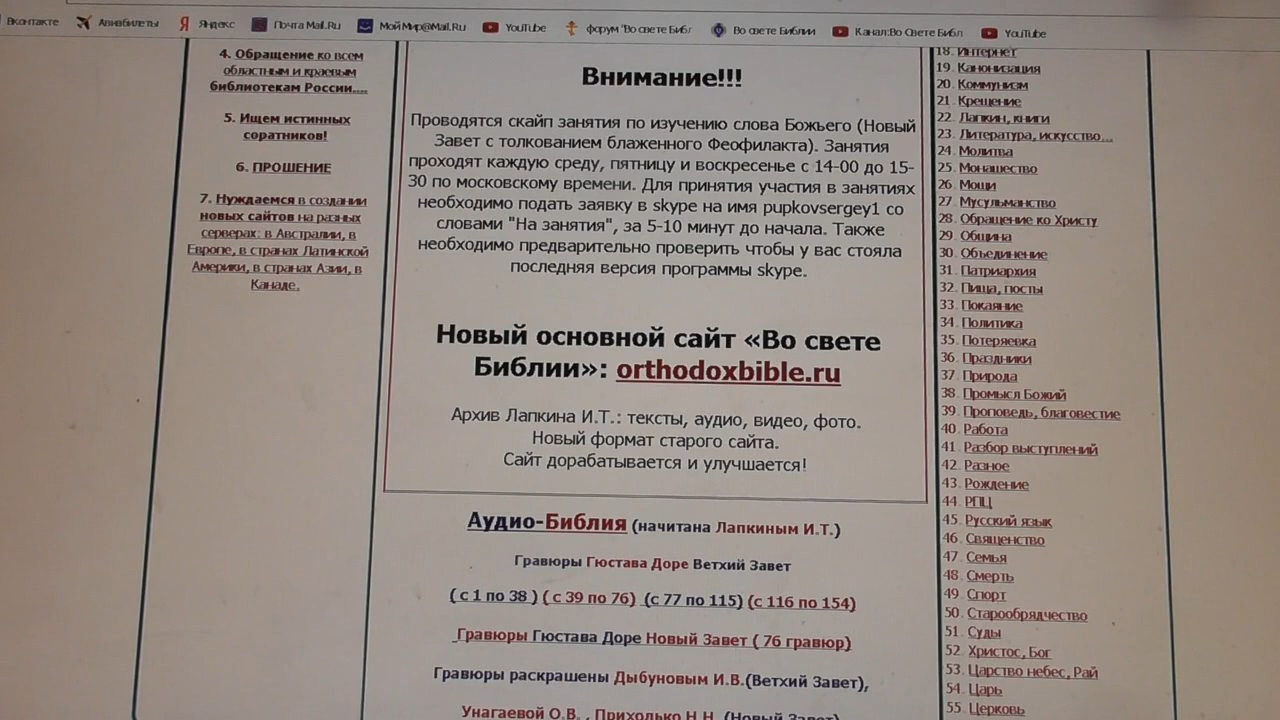 Вконтакте Авиабилеты Яндекс Почта Mail.Ru Мой Мир@Mail.Ru YouTube форум "Во свете Библ Во свете Библии Канал:Во Свете Библ YouTube
4. Обращение ко всем
областным и краевым
библиотекам России....
5. Ищем истинных
соратников!
6. ПРОШЕНИЕ
7. Нуждаемся в создании
новых сайтов на разных
серверах: в Австралии, в
Европе, в странах Латинской
Америки, в странах Азии, в
Канаде.
Внимание!!!
Проводятся скайп занятия по изучению слова Божьего (Новый
Завет с толкованием блаженного Феофилакта). Занятия
проходят каждую среду, пятницу и воскресенье с 14-00 до 15-
30 по московскому времени. Для принятия участия в занятиях
необходимо подать заявку в skype на имя pupkovsergey1 со
словами "На занятия", за 5-10 минут до начала. Также
необходимо предварительно проверить чтобы у вас стояла
последняя версия программы skype.
Новый основной сайт «Во свете
Библии»: orthodoxbible.ru
Архив Лапкина И.Т.: тексты, аудио, видео, фото.
Новый формат старого сайта.
Сайт дорабатывается и улучшается!
Аудио-Библия (начитана Лапкиным И.Т.)
Гравюры Гюстава Доре Ветхий Завет
( с 1 по 38 ) ( с 39 по 76) (с 77 по 115) (с 116 по 154)
Гравюры Гюстава Доре Новый Завет ( 76 гравюр)
Гравюры раскрашены Дыбуновым И.В.(Ветхий Завет),
Унагаевой О.В. , Приходько Н.Н. (Новый Завет)
18. Интернет
19. Канонизация
20. Коммунизм
21. Крещение
22. Лапкин, книги
23. Литература, искусство...
24. Молитва
25. Монашество
26. Мощи
27. Мусульманство
28. Обращение ко Христу
29. Община
30. Объединение
31. Патриархия
32. Пища, посты
33. Покаяние
34. Политика
35. Потеряевка
36. Праздники
37. Природа
38. Промысл Божий
39. Проповедь, благовестие
40. Работа
41. Разбор выступлений
42. Разное
43. Рождение
44. РПЦ
45. Русский язык
46. Священство
47. Семья
48. Смерть
49. Спорт
50. Старообрядчество
51. Суды
52. Христос, Бог
53. Царство небес, Рай
54. Царь
55. Церковь